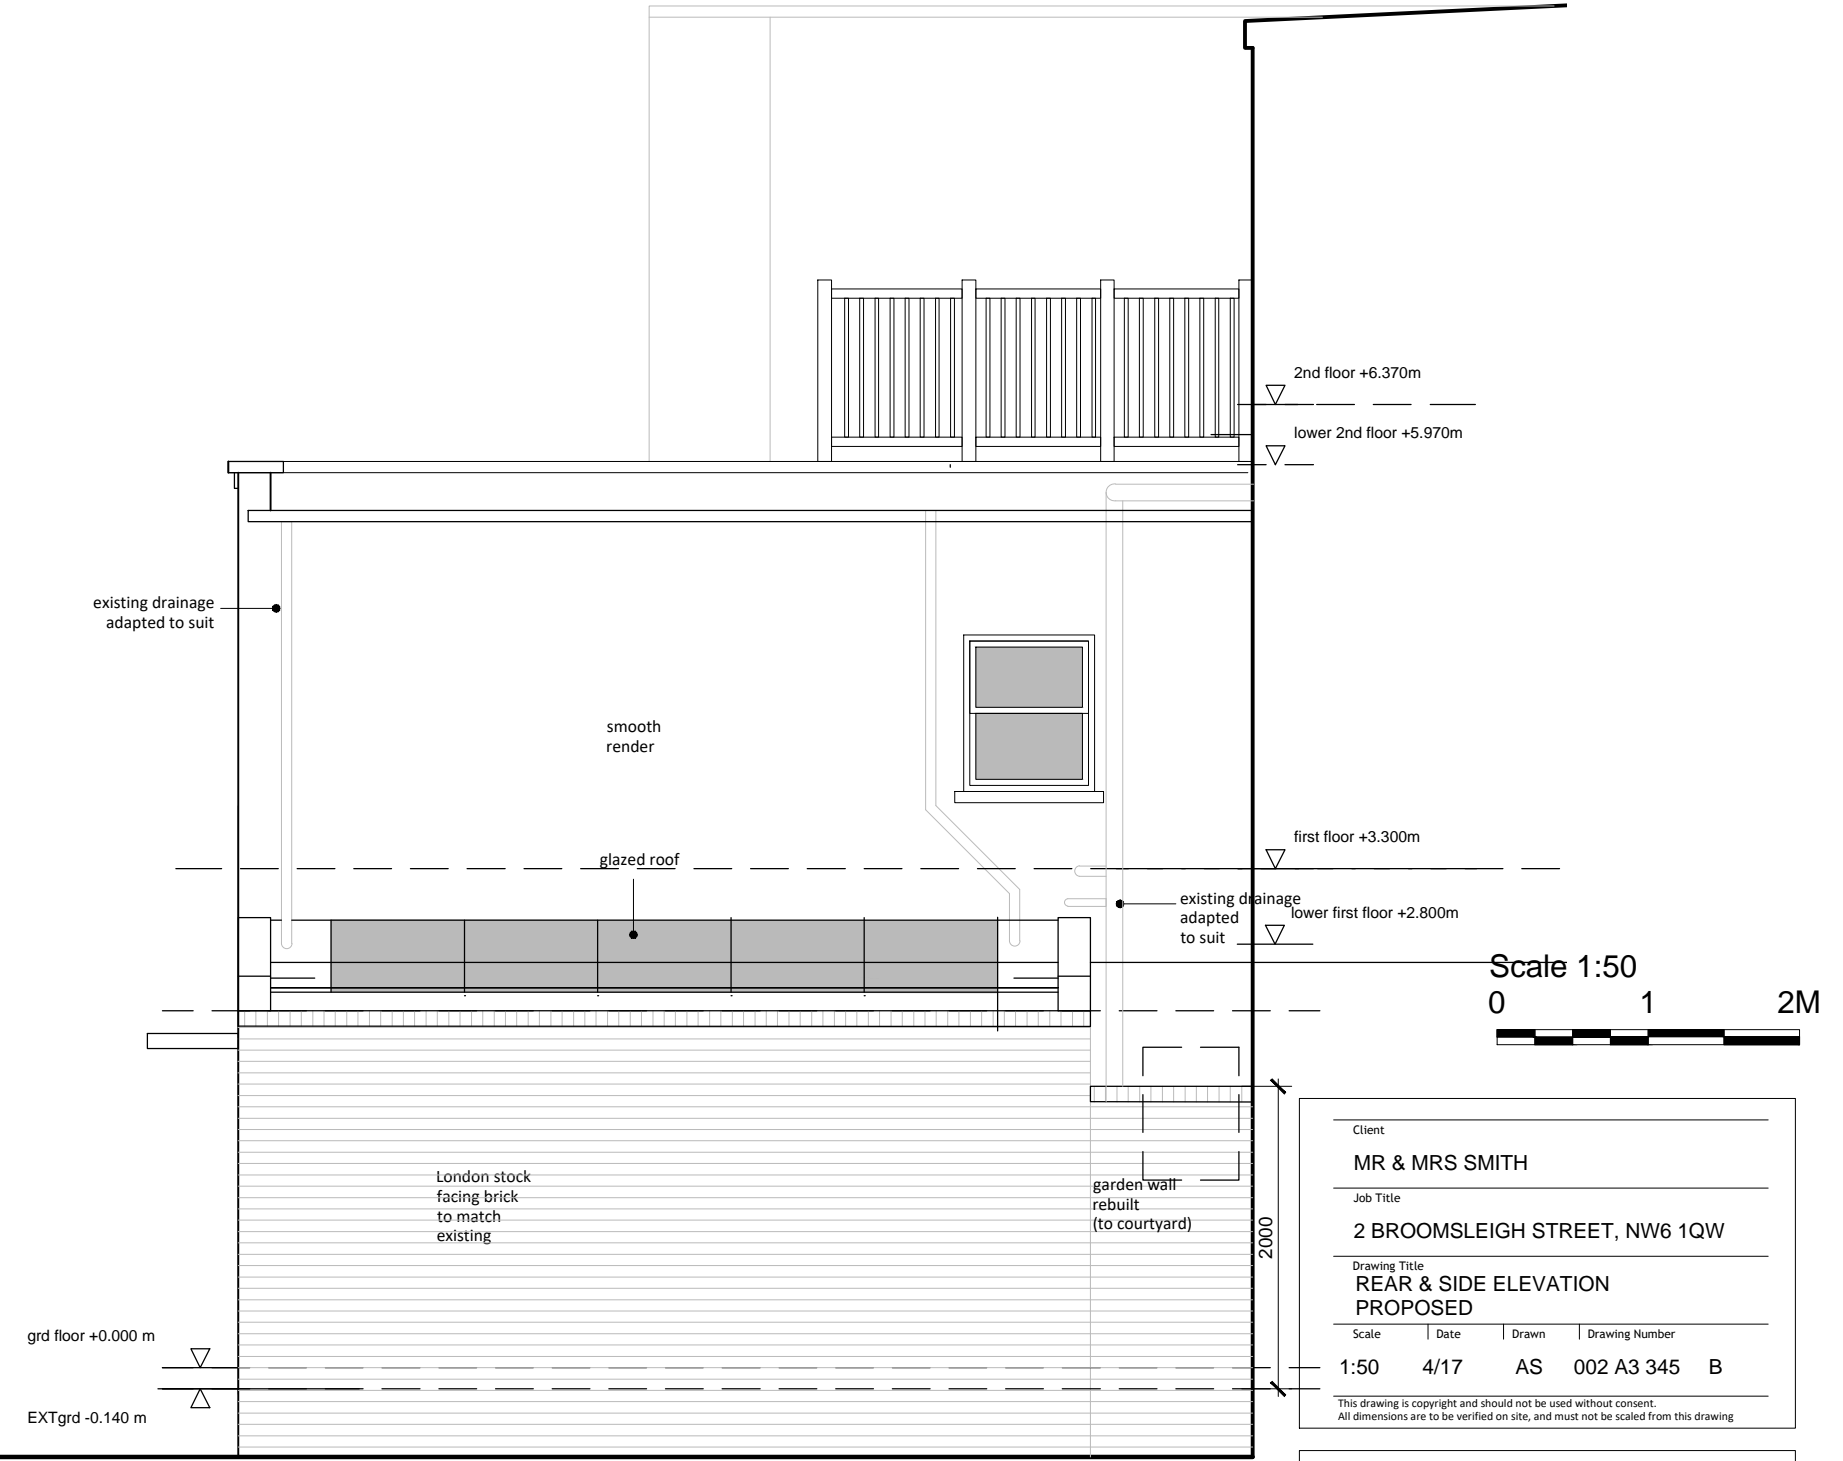 2nd floor +6.370m
lower 2nd floor +5.970m
existing drainage
adapted to suit
smooth
render
first floor +3.300m
glazed roof
existing drainage
adapted
to suit
lower first floor +2.800m
Scale 1:50
0 1 2M
London stock
facing brick
to match
existing
garden wall
rebuilt
(to courtyard)
2000
grd floor +0.000 m
EXTgrd -0.140 m
Client
MR & MRS SMITH
Job Title
2 BROOMSLEIGH STREET, NW6 1QW
Drawing Title
REAR & SIDE ELEVATION
PROPOSED
Scale Date Drawn Drawing Number
1:50 4/17 AS 002 A3 345 B
This drawing is copyright and should not be used without consent.
All dimensions are to be verified on site, and must not be scaled from this drawing